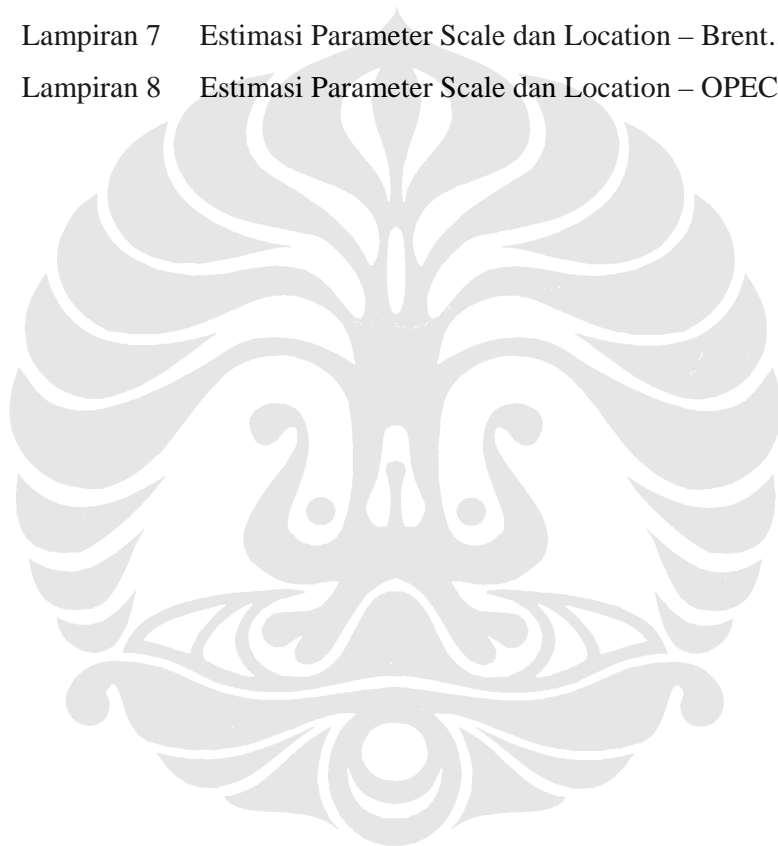 Lampiran 7 Estimasi Parameter Scale dan Location – Brent.
Lampiran 8 Estimasi Parameter Scale dan Location – OPEC